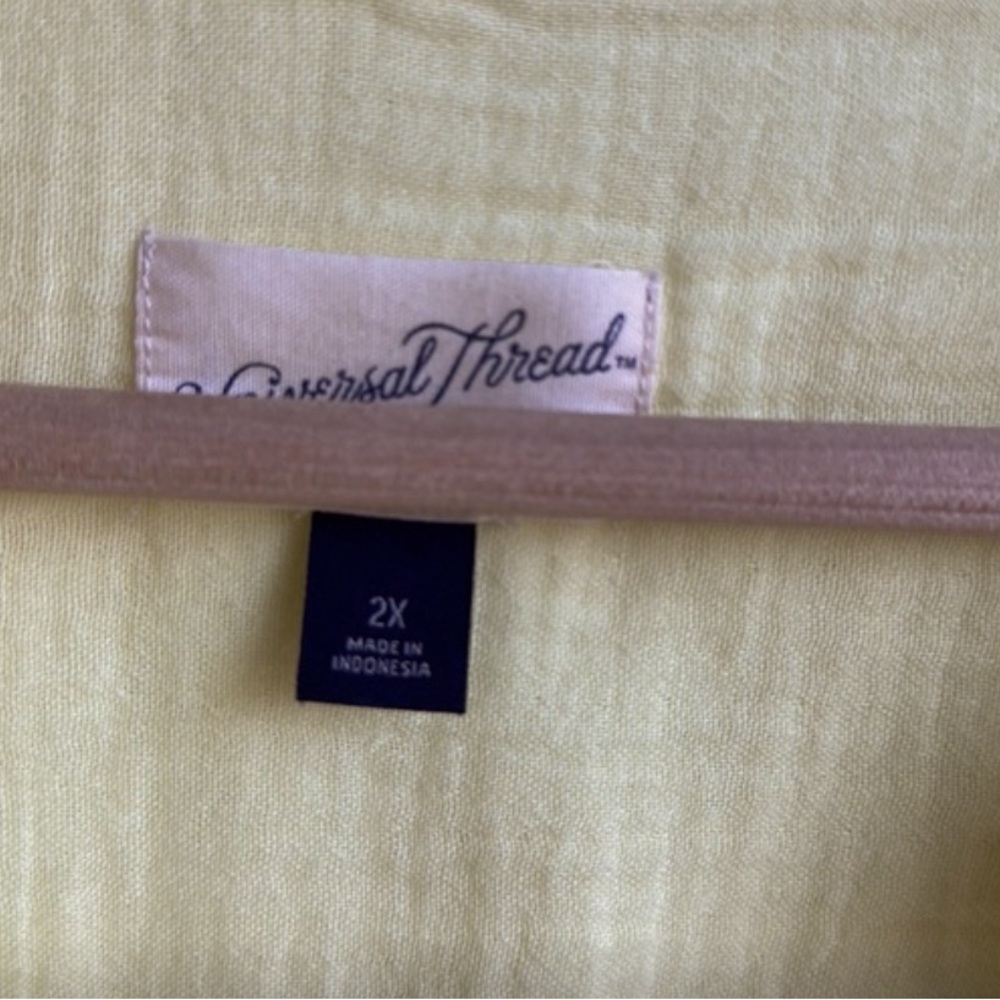 Universal Thread™
2X
MADE IN
INDONESIA